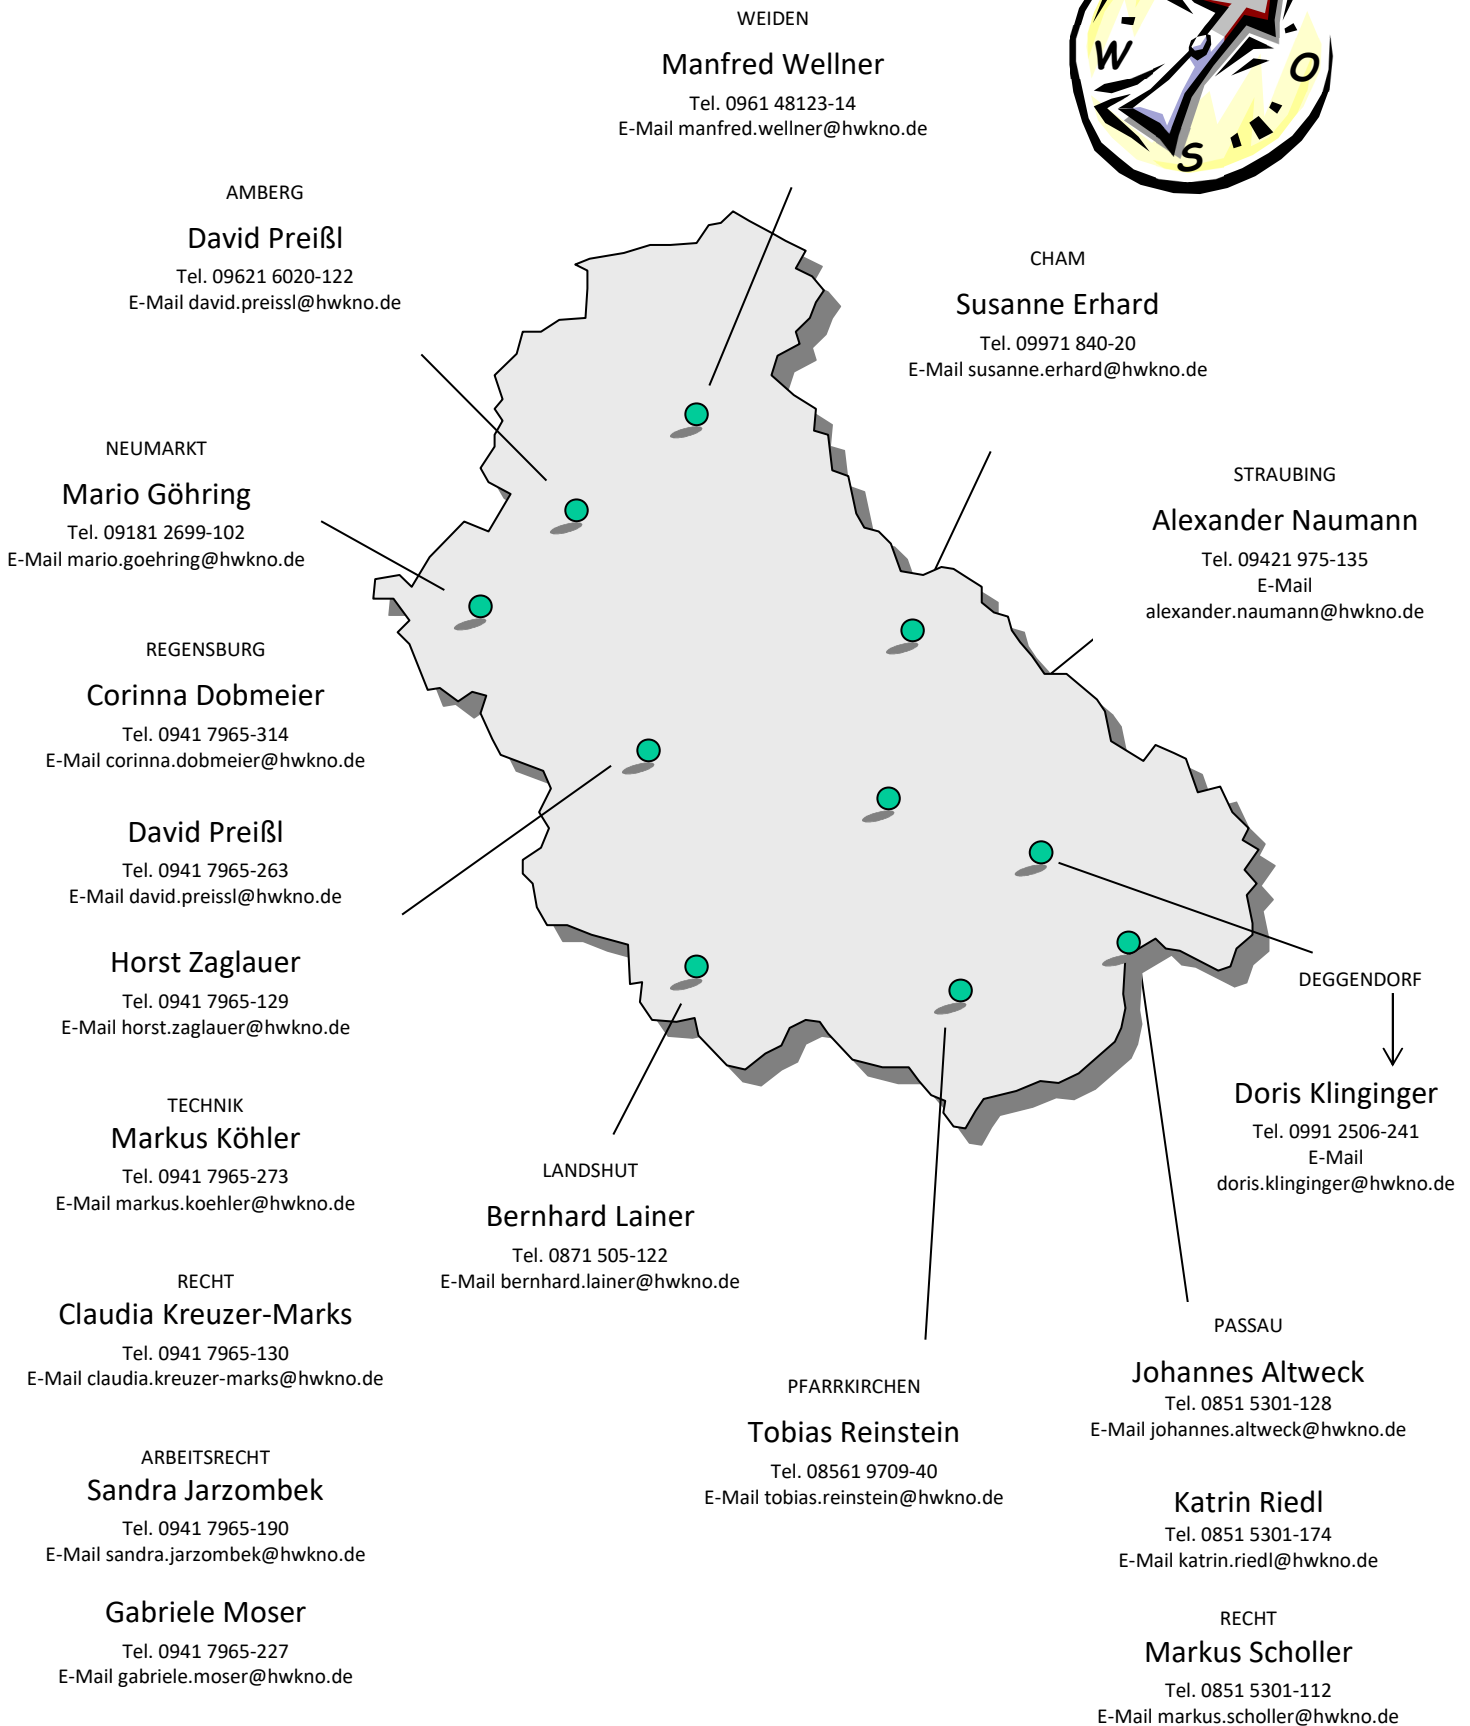 WEIDEN
Manfred Wellner
Tel. 0961 48123-14
E-Mail manfred.wellner@hwkno.de
W
O
S
AMBERG
David Preißl
Tel. 09621 6020-122
E-Mail david.preissl@hwkno.de
CHAM
Susanne Erhard
Tel. 09971 840-20
E-Mail susanne.erhard@hwkno.de
NEUMARKT
Mario Göhring
Tel. 09181 2699-102
E-Mail mario.goehring@hwkno.de
STRAUBING
Alexander Naumann
Tel. 09421 975-135
E-Mail
alexander.naumann@hwkno.de
REGENSBURG
Corinna Dobmeier
Tel. 0941 7965-314
E-Mail corinna.dobmeier@hwkno.de
David Preißl
Tel. 0941 7965-263
E-Mail david.preissl@hwkno.de
Horst Zaglauer
Tel. 0941 7965-129
E-Mail horst.zaglauer@hwkno.de
DEGGENDORF
Doris Klinginger
Tel. 0991 2506-241
E-Mail
doris.klinginger@hwkno.de
TECHNIK
Markus Köhler
Tel. 0941 7965-273
E-Mail markus.koehler@hwkno.de
LANDSHUT
Bernhard Lainer
Tel. 0871 505-122
E-Mail bernhard.lainer@hwkno.de
RECHT
Claudia Kreuzer-Marks
Tel. 0941 7965-130
E-Mail claudia.kreuzer-marks@hwkno.de
PFARRKIRCHEN
Tobias Reinstein
Tel. 08561 9709-40
E-Mail tobias.reinstein@hwkno.de
PASSAU
Johannes Altweck
Tel. 0851 5301-128
E-Mail johannes.altweck@hwkno.de
Katrin Riedl
Tel. 0851 5301-174
E-Mail katrin.riedl@hwkno.de
RECHT
Markus Scholler
Tel. 0851 5301-112
E-Mail markus.scholler@hwkno.de
ARBEITSRECHT
Sandra Jarzombek
Tel. 0941 7965-190
E-Mail sandra.jarzombek@hwkno.de
Gabriele Moser
Tel. 0941 7965-227
E-Mail gabriele.moser@hwkno.de